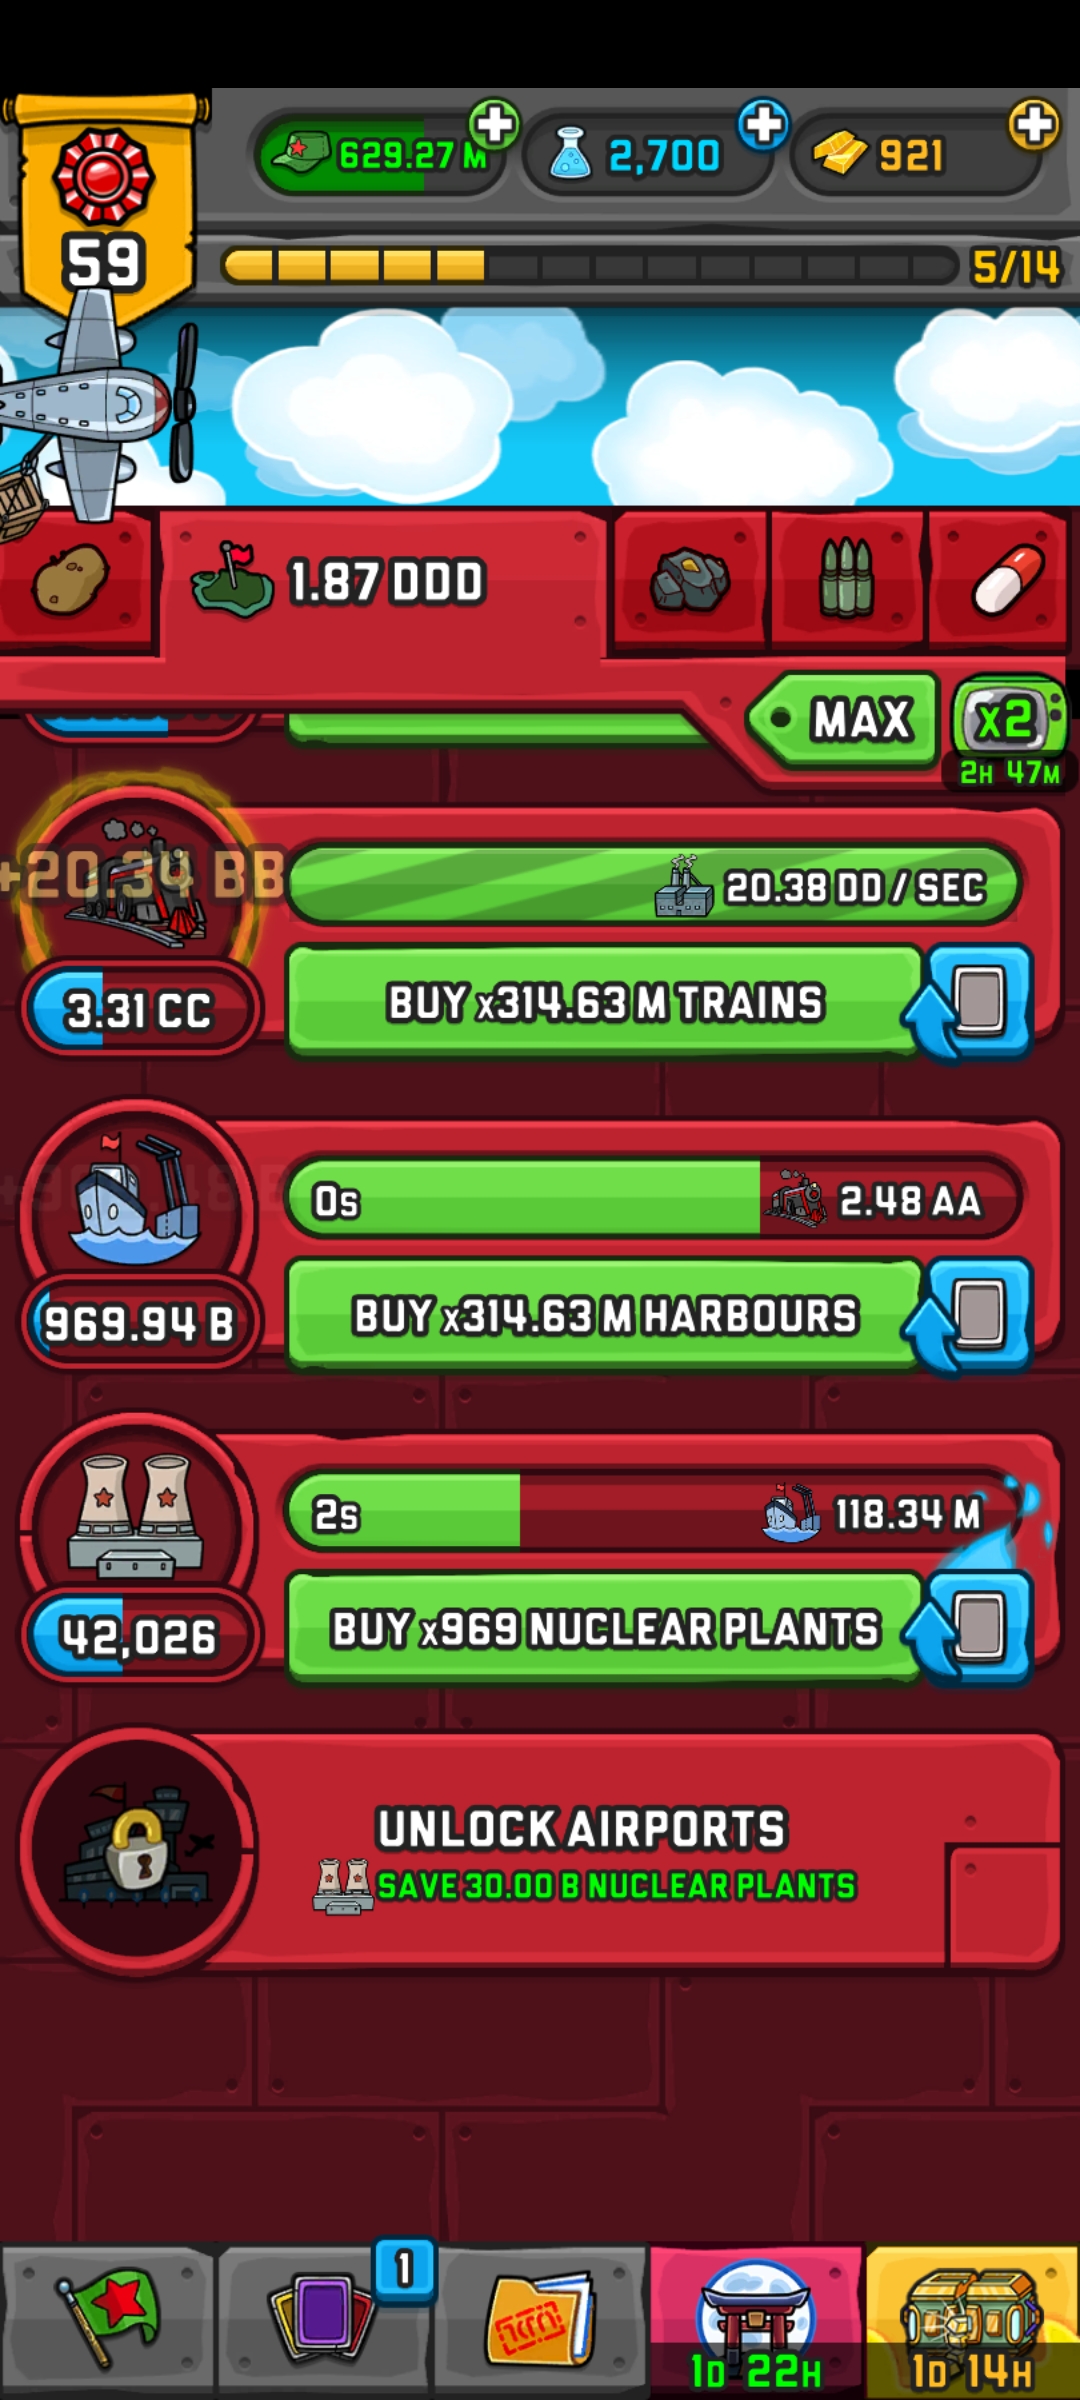 629.27 M
2,700
921
59
5/14
1.87 DDD
MAX
x2
2H 47M
+20.34 BB
20.38 DD / SEC
3.31 CC
BUY x314.63 M TRAINS
0s
2.48 AA
969.94 B
BUY x314.63 M HARBOURS
2s
118.34 M
42,026
BUY x969 NUCLEAR PLANTS
UNLOCK AIRPORTS
SAVE 30.00 B NUCLEAR PLANTS
1
1D 22H
1D 14H